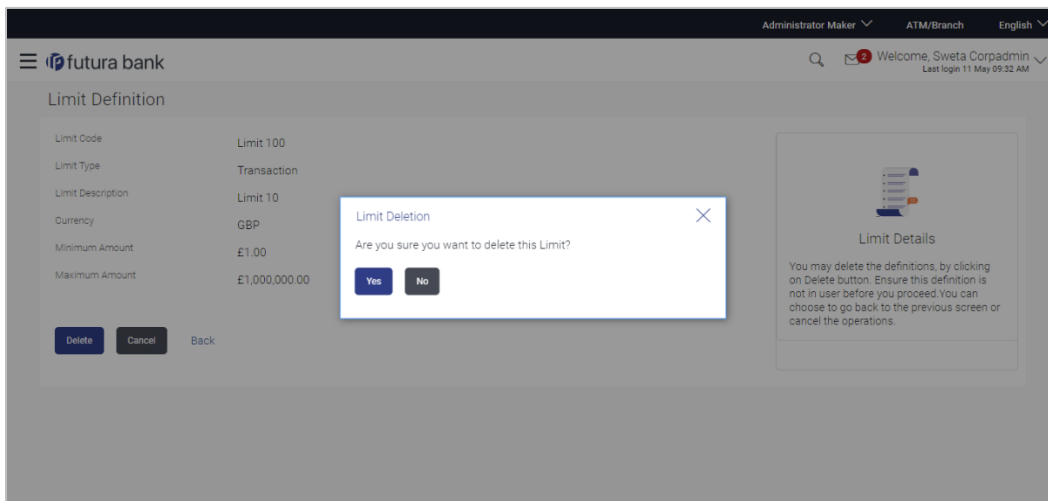 Administrator Maker ATM/Branch English
futura bank
2
Welcome, Sweta Corpadmin
Last login 11 May 09:32 AM
Limit Definition
Limit Code Limit 100
Limit Type Transaction
Limit Description Limit 10
Currency GBP
Minimum Amount £1.00
Maximum Amount £1,000,000.00
Delete Cancel Back
Limit Deletion
Are you sure you want to delete this Limit?
Yes No
Limit Details
You may delete the definitions, by clicking
on Delete button. Ensure this definition is
not in user before you proceed.You can
choose to go back to the previous screen or
cancel the operations.